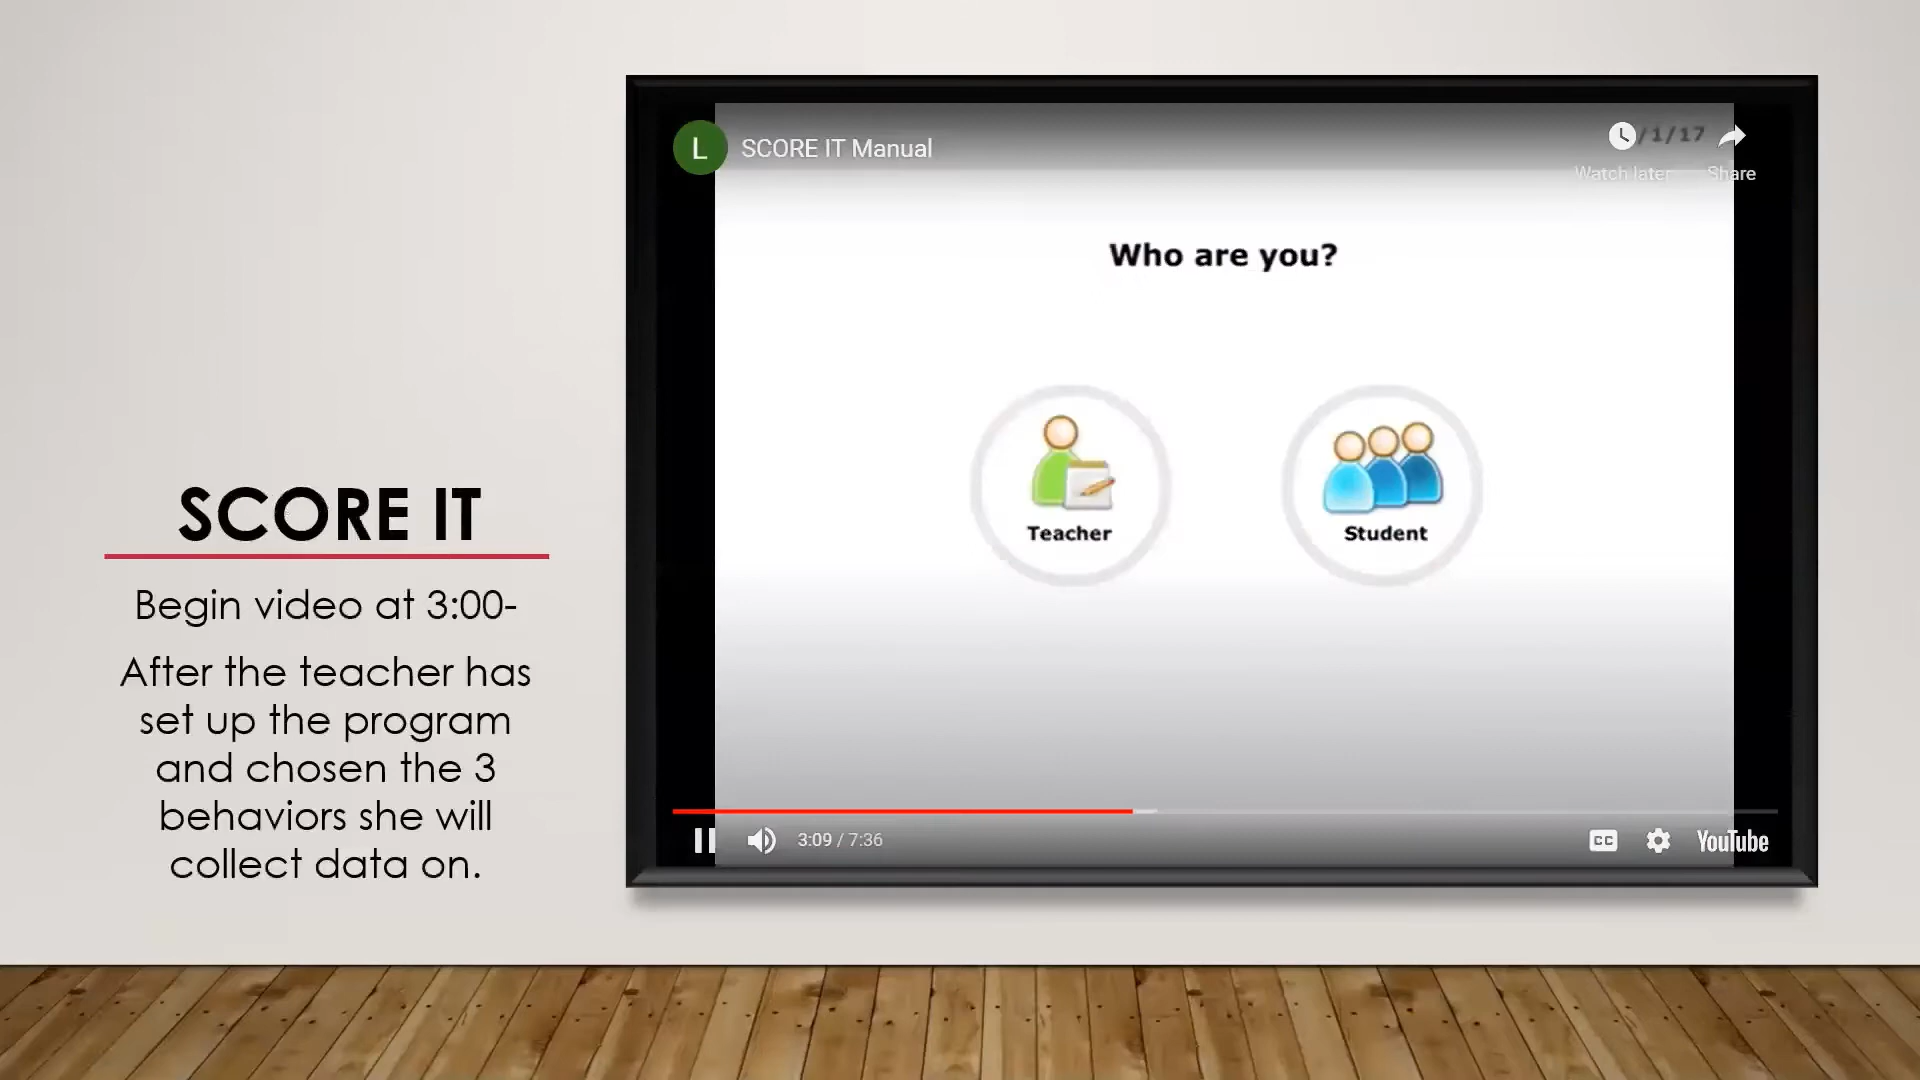 SCORE IT
Begin video at 3:00-
After the teacher has
set up the program
and chosen the 3
behaviors she will
collect data on.
L
SCORE IT Manual
/1/17
Watch later
Share
Who are you?
Teacher
Student
3:09 / 7:36
CC
YouTube